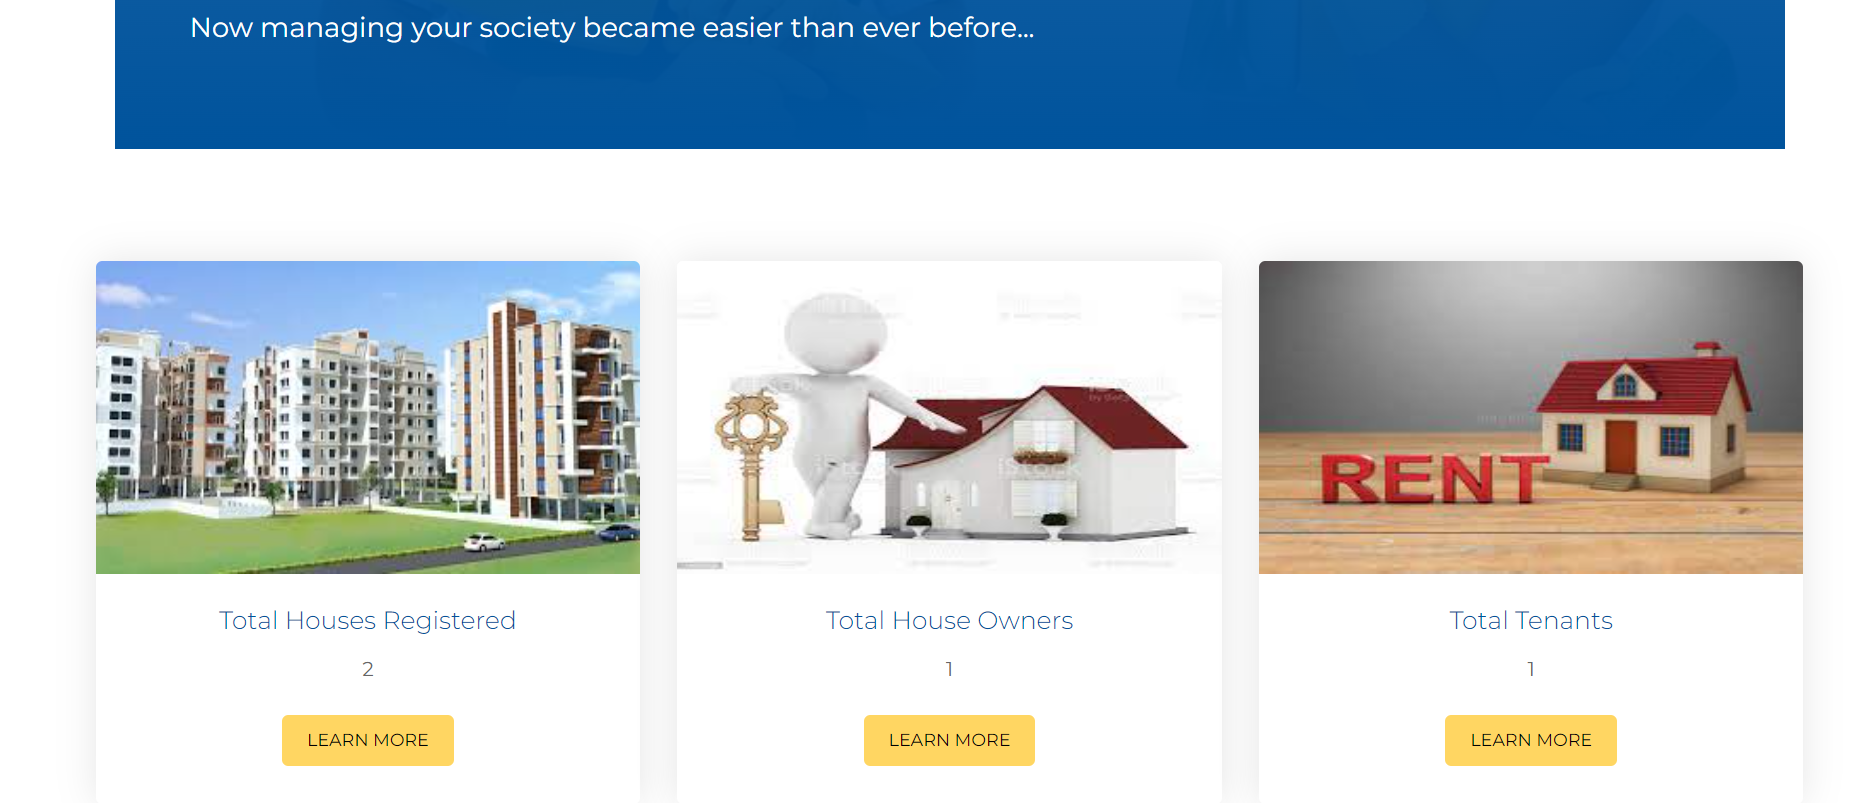 Now managing your society became easier than ever before...
iStock
iStock
RENT
Total Houses Registered
2
LEARN MORE
Total House Owners
1
LEARN MORE
Total Tenants
1
LEARN MORE